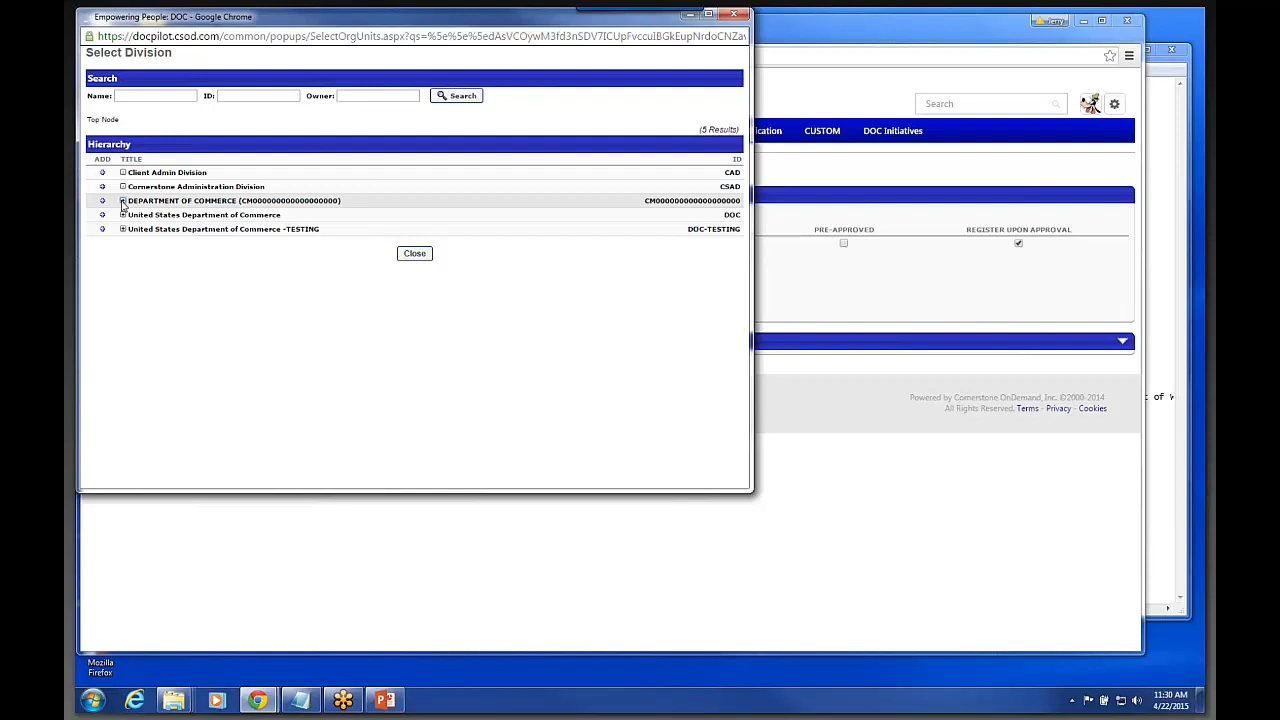 Empowering People: DOC - Google Chrome
https://docpilot.csod.com/common/popups/SelectOrgUnits.aspx?qs=%5e%5e%5edAsVCOywM3fd3nSDV7ICUpFvccuIBGkEupNrdoCNZav
Select Division
Search
Name: ID: Owner: Search
Top Node
(5 Results)
Hierarchy
ADD TITLE ID
Client Admin Division CAD
Cornerstone Administration Division CSAD
DEPARTMENT OF COMMERCE (CM0000000000000000) CM0000000000000000
United States Department of Commerce DOC
United States Department of Commerce -TESTING DOC-TESTING
Close
Search
ication CUSTOM DOC Initiatives
PRE-APPROVED REGISTER UPON APPROVAL
Powered by Cornerstone OnDemand, Inc. ©2000-2014
All Rights Reserved. Terms - Privacy - Cookies
t of W
Mozilla
Firefox
11:30 AM
4/22/2015